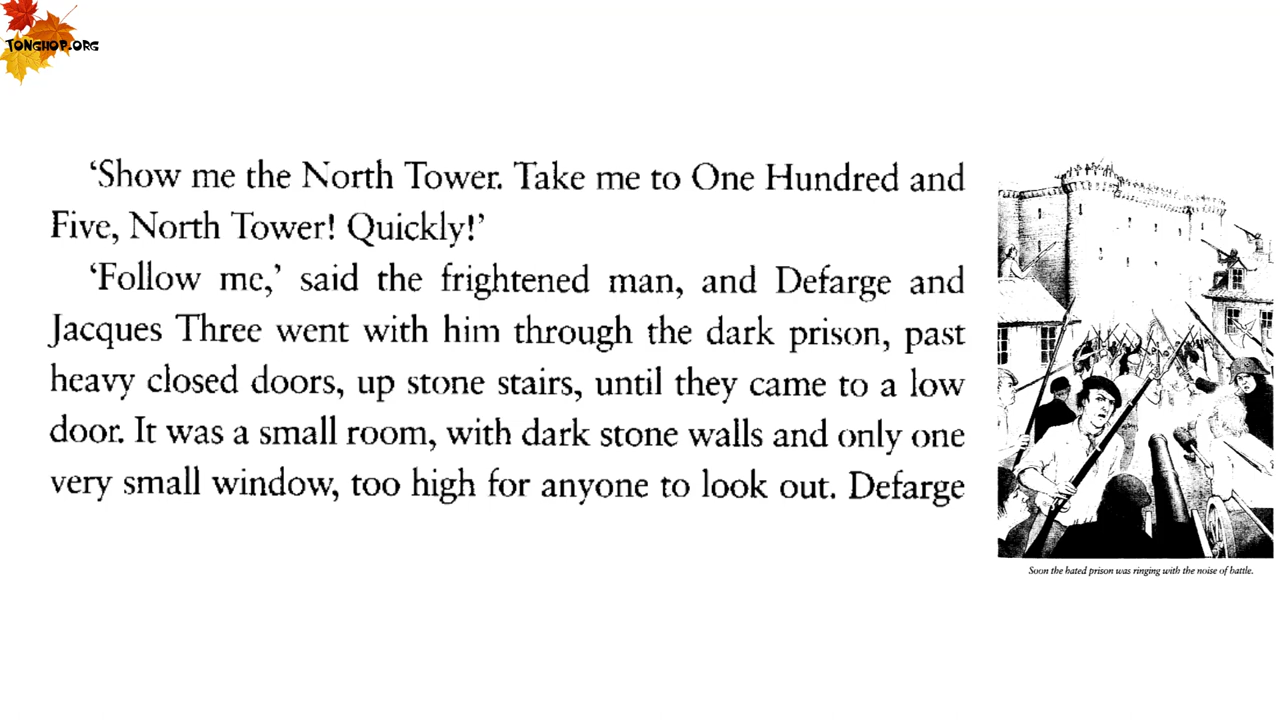 TONGHOP.ORG
‘Show me the North Tower. Take me to One Hundred and
Five, North Tower! Quickly!’
‘Follow me,’ said the frightened man, and Defarge and
Jacques Three went with him through the dark prison, past
heavy closed doors, up stone stairs, until they came to a low
door. It was a small room, with dark stone walls and only one
very small window, too high for anyone to look out. Defarge
Soon the hated prison was ringing with the noise of battle.